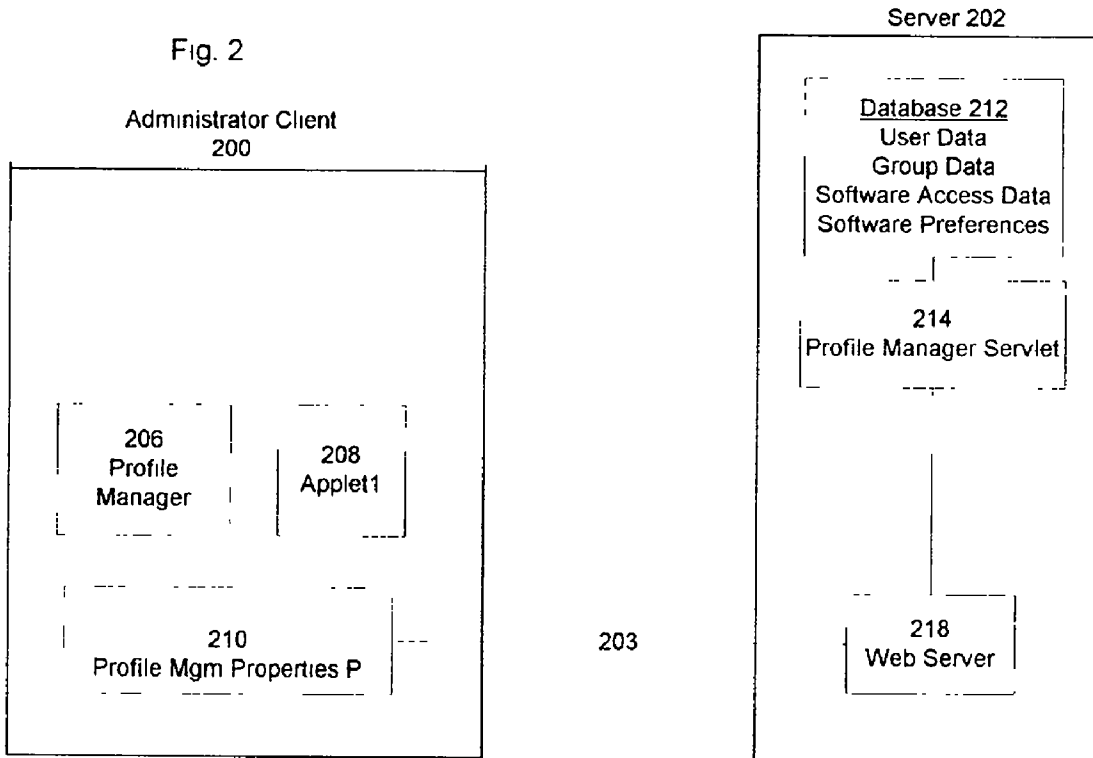 Fig. 2
Administrator Client
200
206
Profile
Manager
208
Applet1
210
Profile Mgm Properties P
203
Server 202
Database 212
User Data
Group Data
Software Access Data
Software Preferences
214
Profile Manager Servlet
218
Web Server